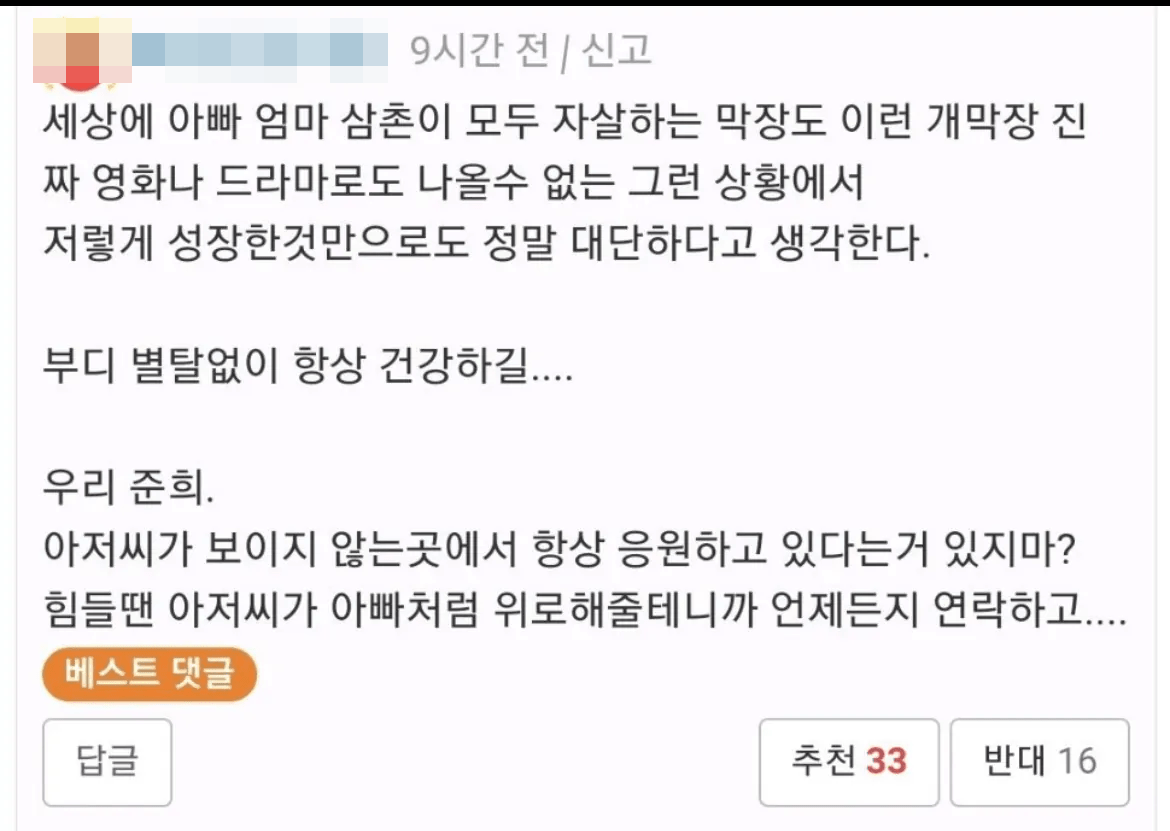 9시간 전 / 신고
세상에 아빠 엄마 삼촌이 모두 자살하는 막장도 이런 개막장 진
짜 영화나 드라마로도 나올수 없는 그런 상황에서
저렇게 성장한것만으로도 정말 대단하다고 생각한다.
부디 별탈없이 항상 건강하길....
우리 준희.
아저씨가 보이지 않는곳에서 항상 응원하고 있다는거 있지마?
힘들땐 아저씨가 아빠처럼 위로해줄테니까 언제든지 연락하고....
베스트 댓글
답글
추천 33
반대 16